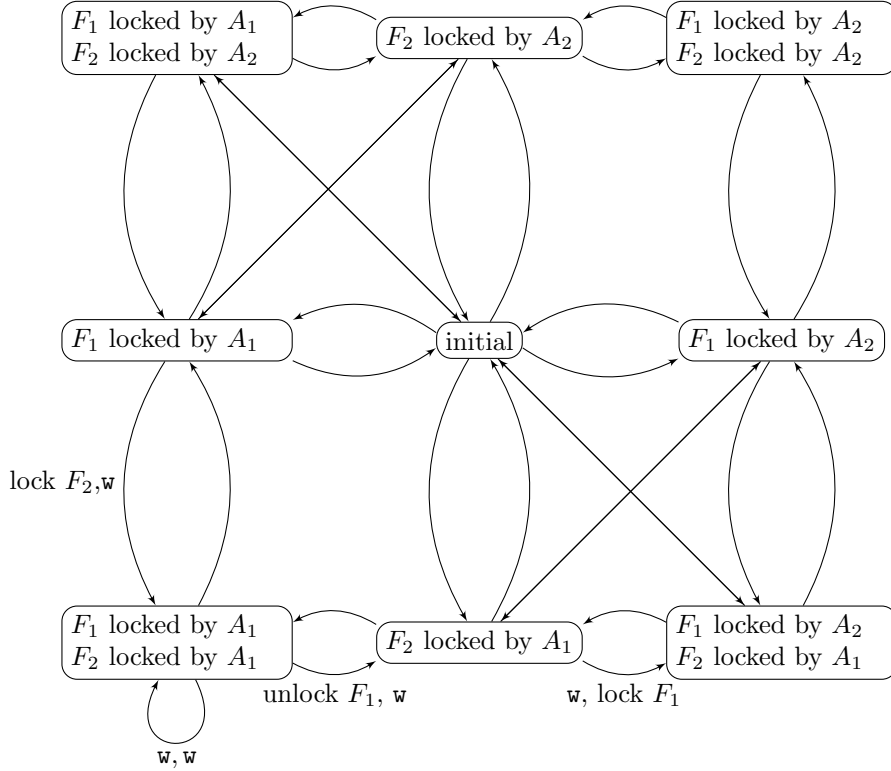 F₁ locked by A₁
F₂ locked by A₂
F₂ locked by A₂
F₁ locked by A₂
F₂ locked by A₂
F₁ locked by A₁
initial
F₁ locked by A₂
lock F₂,w
F₁ locked by A₁
F₂ locked by A₁
F₂ locked by A₁
F₁ locked by A₂
F₂ locked by A₁
unlock F₁, w
w, lock F₁
w, w